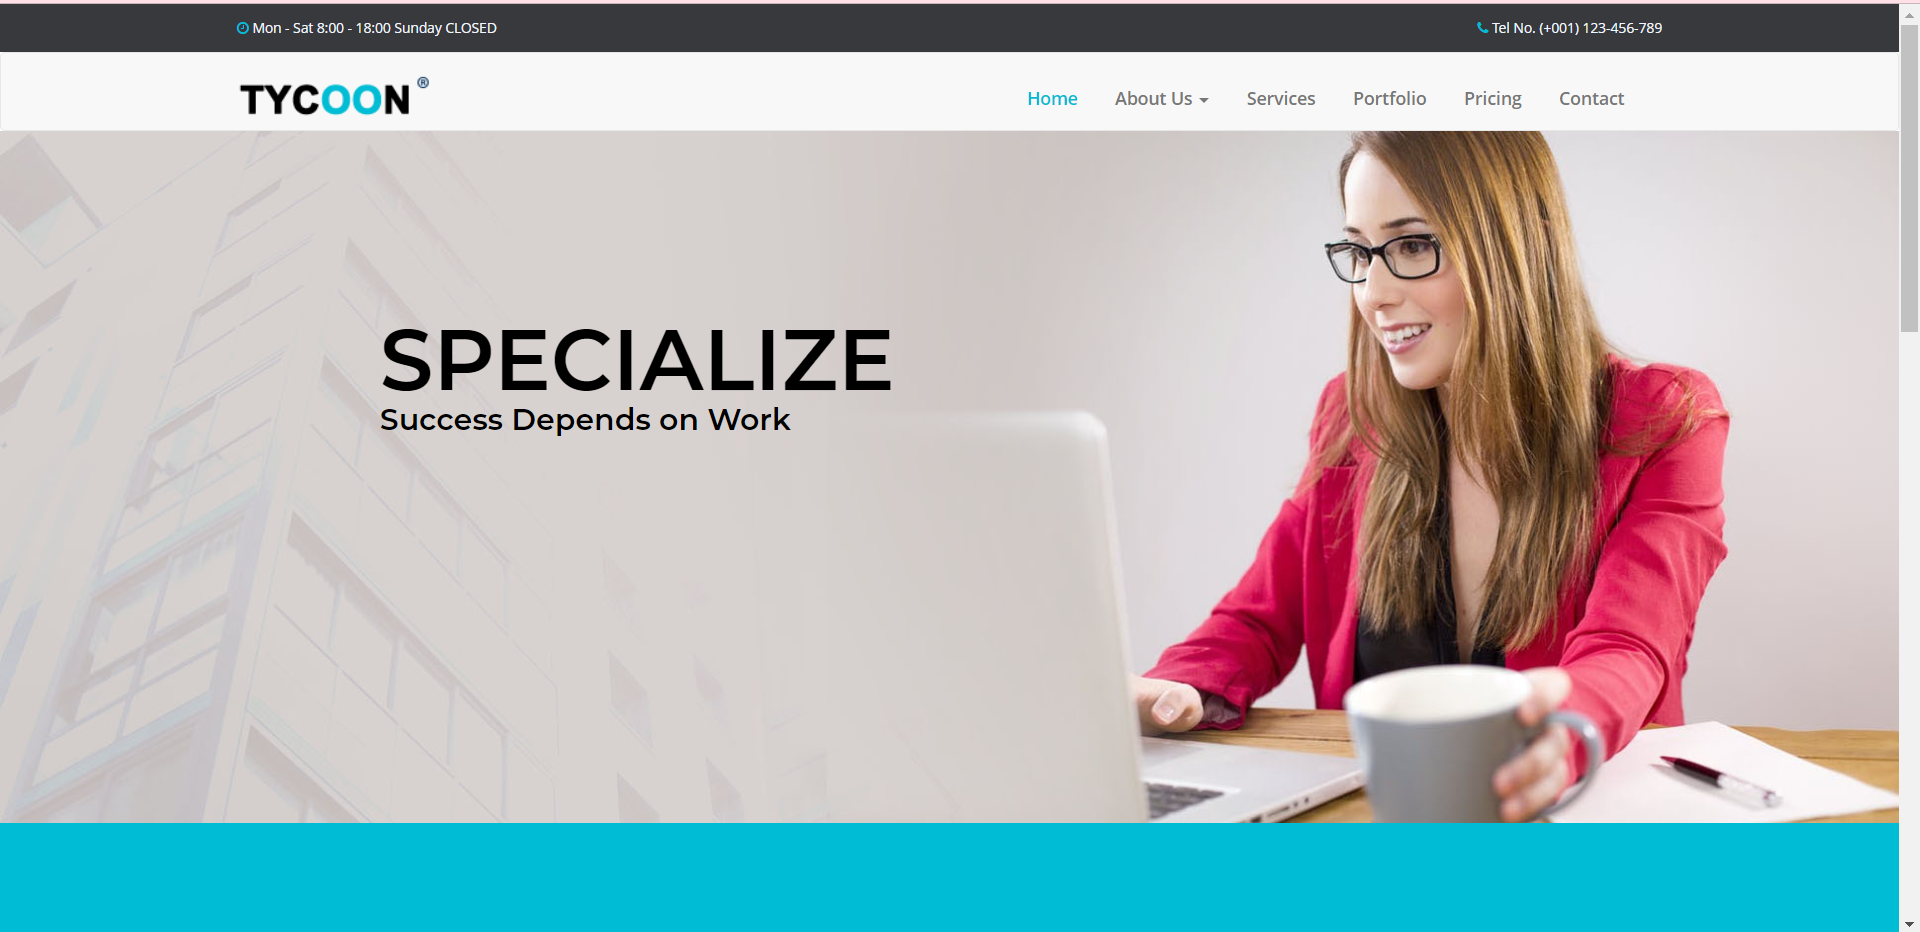 Mon - Sat 8:00 - 18:00 Sunday CLOSED
Tel No. (+001) 123-456-789
TYCOON ®
Home About Us Services Portfolio Pricing Contact
SPECIALIZE
Success Depends on Work